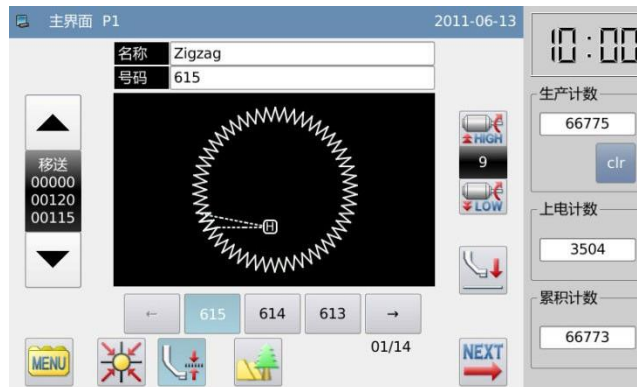 主界面 P1
2011-06-13
10:00
名称 Zigzag
号码 615
移送
00000
00120
00115
H
HIGH
9
LOW
生产计数
66775
clr
上电计数
3504
累积计数
66773
← 615 614 613 →
01/14
MENU
NEXT